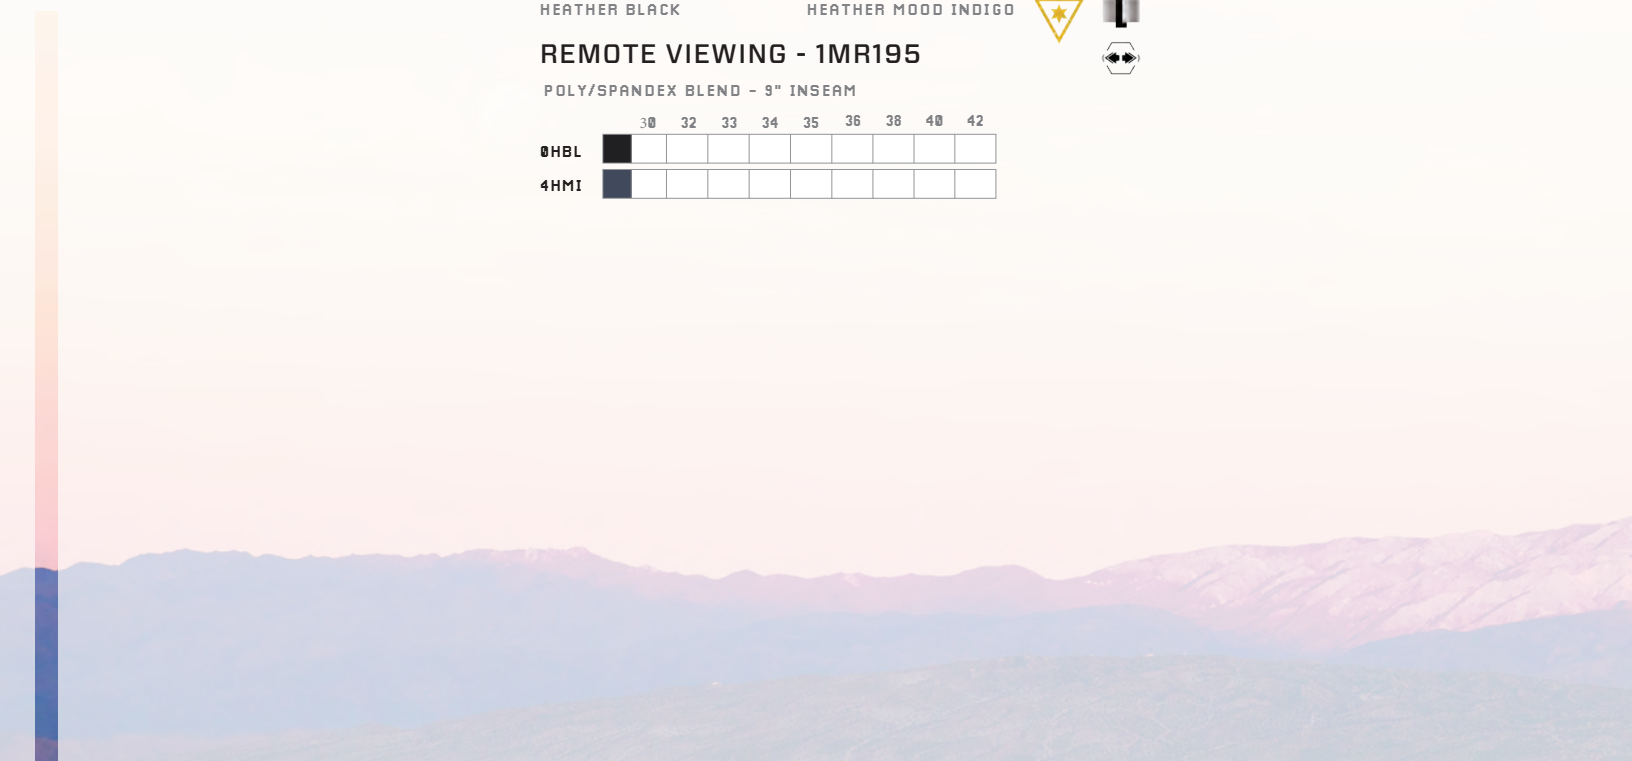 HEATHER BLACK HEATHER MOOD INDIGO
REMOTE VIEWING - 1MR195
POLY/SPANDEX BLEND - 9" INSEAM
30 32 33 34 35 36 38 40 42
0HBL
4HMI